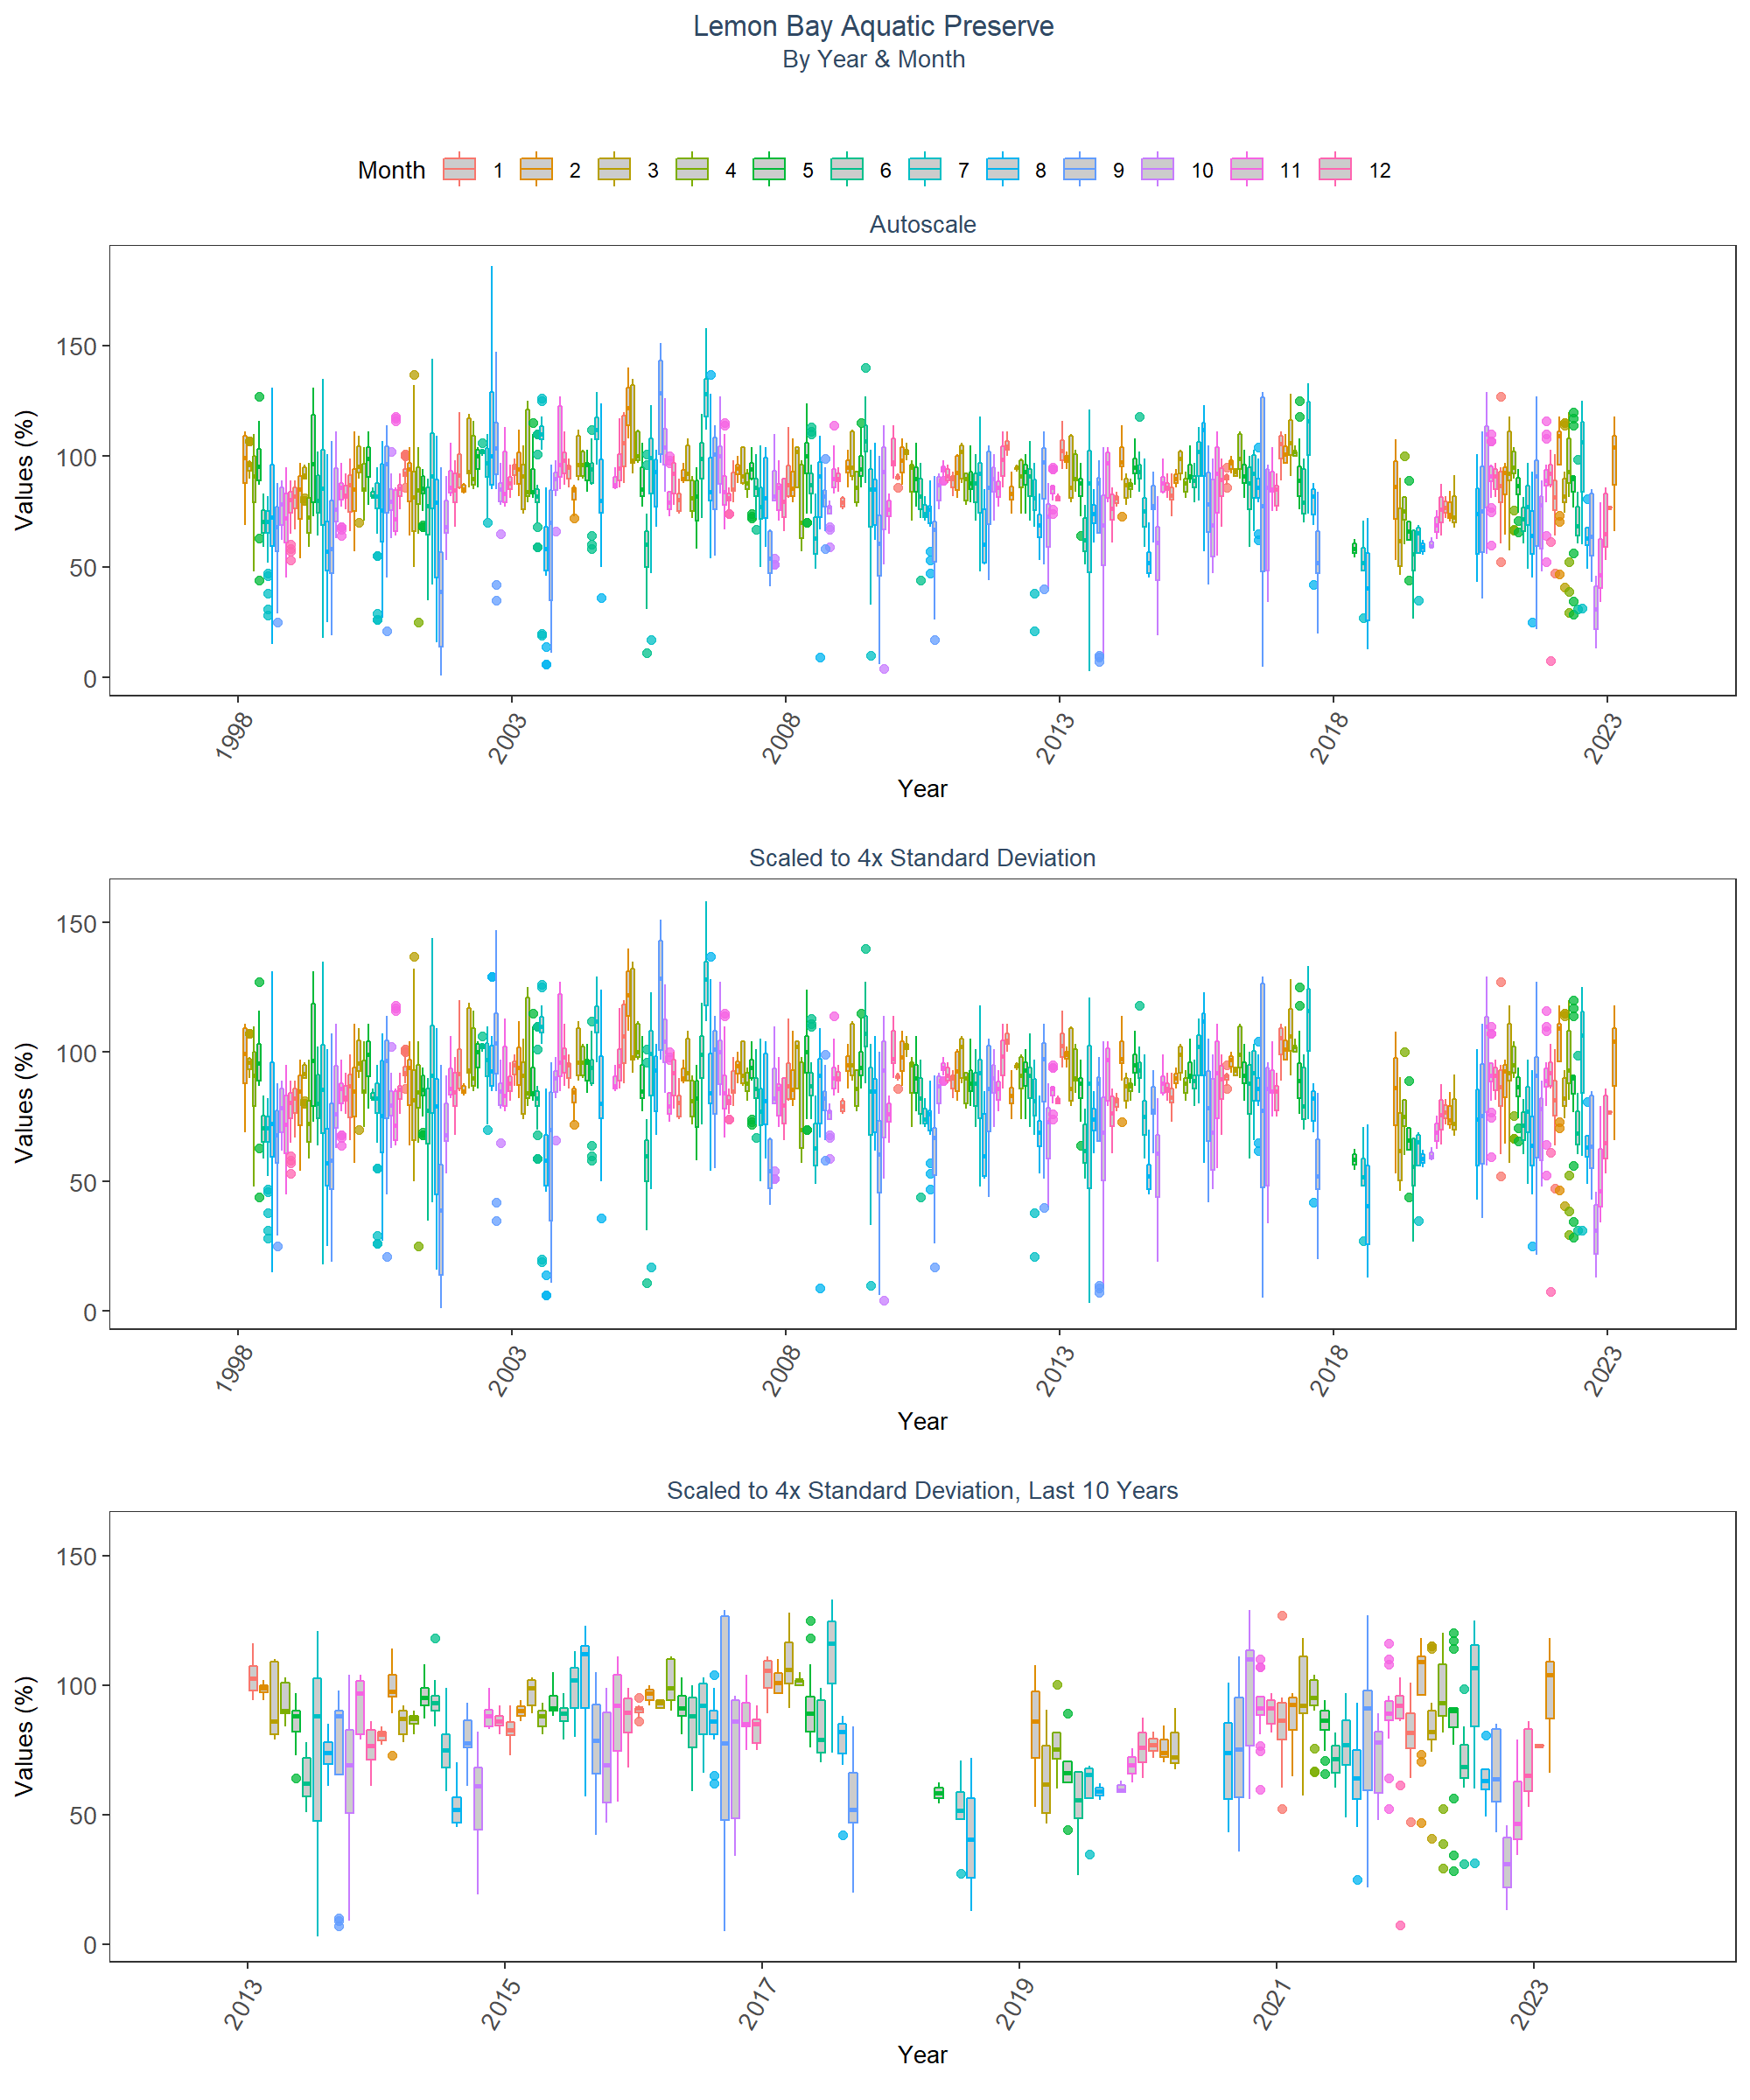 Lemon Bay Aquatic Preserve
By Year & Month
Month 1 2 3 4 5 6 7 8 9 10 11 12
Autoscale
Values (%)
150
100
50
0
1998 2003 2008 2013 2018 2023
Year
Scaled to 4x Standard Deviation
Values (%)
150
100
50
0
1998 2003 2008 2013 2018 2023
Year
Scaled to 4x Standard Deviation, Last 10 Years
Values (%)
150
100
50
0
2013 2015 2017 2019 2021 2023
Year